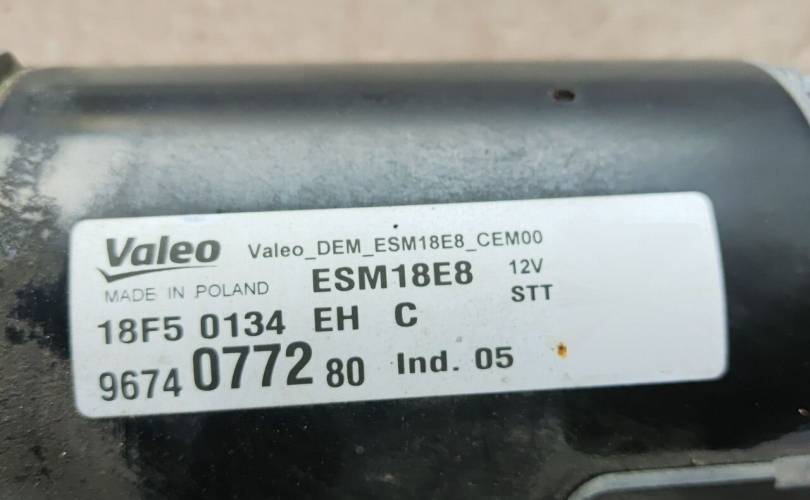 Valeo Valeo_DEM_ESM18E8_CEM00
MADE IN POLAND ESM18E8 12V
STT
18F5 0134 EH C
9674 0772 80 Ind. 05